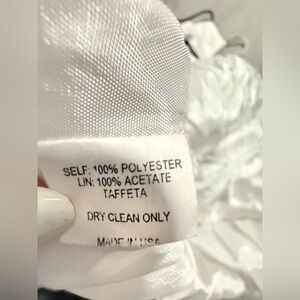 SELF: 100% POLYESTER
LIN: 100% ACETATE
TAFFETA
DRY CLEAN ONLY
MADE IN USA